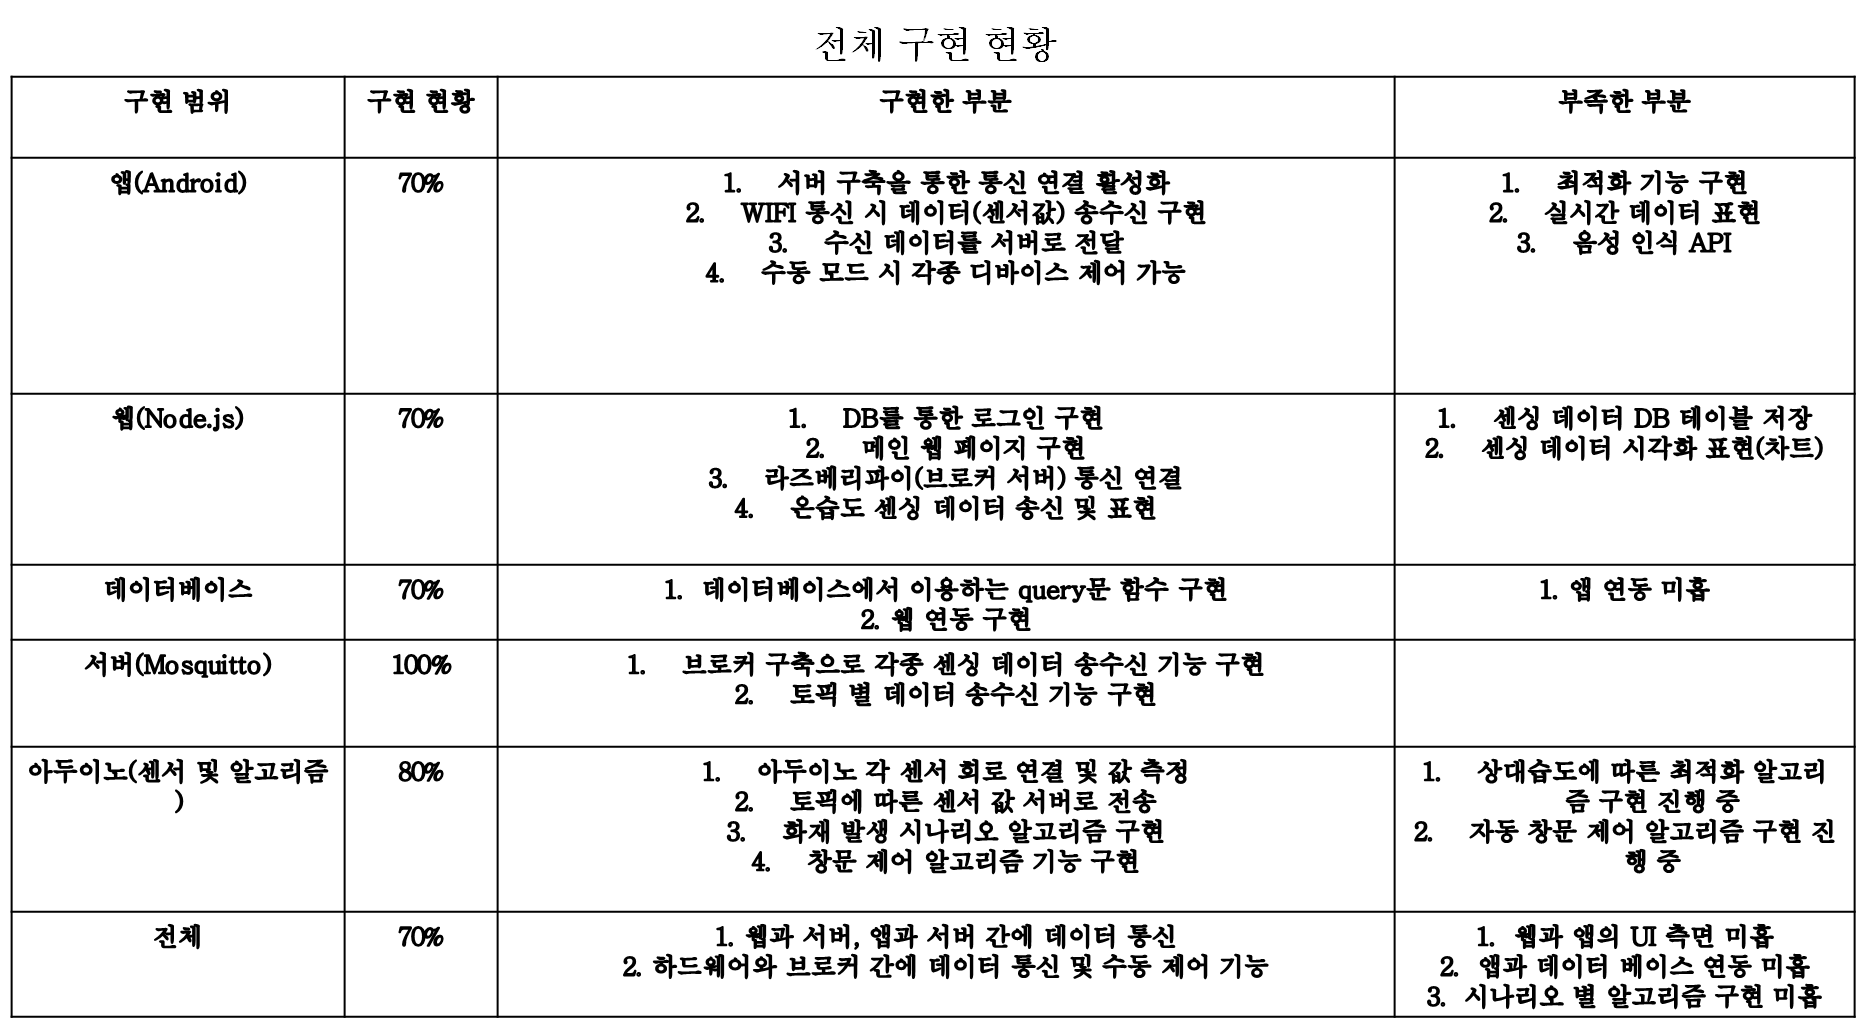 전체 구현 현황
구현 범위 구현 현황 구현한 부분 부족한 부분
앱(Android) 70%
1. 서버 구축을 통한 통신 연결 활성화
2. WIFI 통신 시 데이터(센서값) 송수신 구현
3. 수신 데이터를 서버로 전달
4. 수동 모드 시 각종 디바이스 제어 가능
1. 최적화 기능 구현
2. 실시간 데이터 표현
3. 음성 인식 API
웹(Node.js) 70%
1. DB를 통한 로그인 구현
2. 메인 웹 페이지 구현
3. 라즈베리파이(브로커 서버) 통신 연결
4. 온습도 센싱 데이터 송신 및 표현
1. 센싱 데이터 DB 테이블 저장
2. 센싱 데이터 시각화 표현(차트)
데이터베이스 70%
1. 데이터베이스에서 이용하는 query문 함수 구현
2. 웹 연동 구현
1. 앱 연동 미흡
서버(Mosquitto) 100%
1. 브로커 구축으로 각종 센싱 데이터 송수신 기능 구현
2. 토픽 별 데이터 송수신 기능 구현
아두이노(센서 및 알고리즘
)
80%
1. 아두이노 각 센서 회로 연결 및 값 측정
2. 토픽에 따른 센서 값 서버로 전송
3. 화재 발생 시나리오 알고리즘 구현
4. 창문 제어 알고리즘 기능 구현
1. 상대습도에 따른 최적화 알고리
즘 구현 진행 중
2. 자동 창문 제어 알고리즘 구현 진
행 중
전체 70%
1. 웹과 서버, 앱과 서버 간에 데이터 통신
2. 하드웨어와 브로커 간에 데이터 통신 및 수동 제어 기능
1. 웹과 앱의 UI 측면 미흡
2. 앱과 데이터 베이스 연동 미흡
3. 시나리오 별 알고리즘 구현 미흡